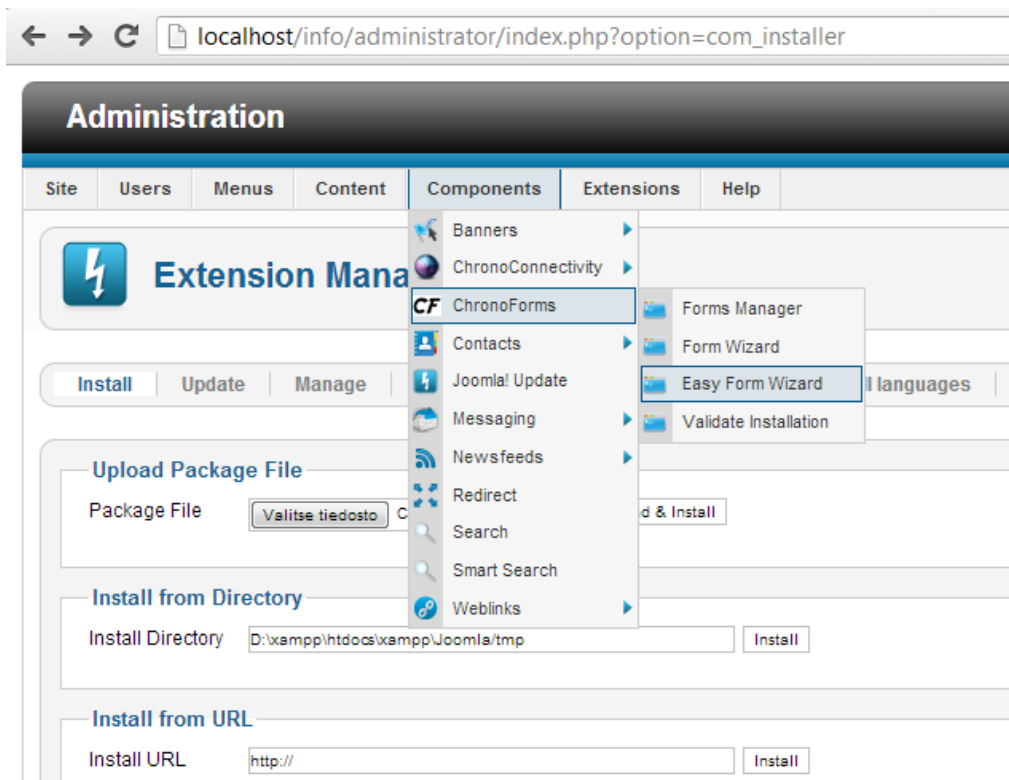 localhost/info/administrator/index.php?option=com_installer
Administration
Site Users Menus Content Components Extensions Help
Extension Mana
Install Update Manage l languages
Banners
ChronoConnectivity
CF ChronoForms
Contacts
Joomla! Update
Messaging
Newsfeeds
Redirect
Search
Smart Search
Weblinks
Forms Manager
Form Wizard
Easy Form Wizard
Validate Installation
Upload Package File
Package File Valitse tiedosto d & Install
Install from Directory
Install Directory D:\xampp\htdocs\xampp\Joomla/tmp Install
Install from URL
Install URL http:// Install